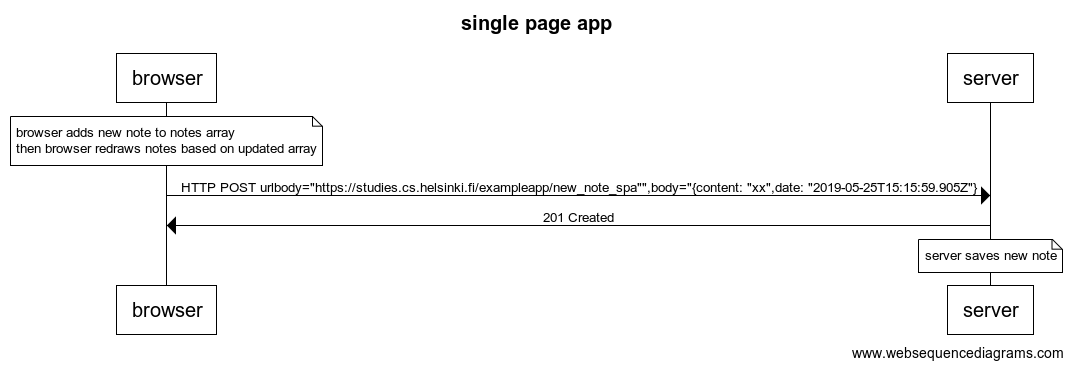 single page app
browser
server
browser adds new note to notes array
then browser redraws notes based on updated array
HTTP POST urlbody="https://studies.cs.helsinki.fi/exampleapp/new_note_spa"",body="{content: "xx",date: "2019-05-25T15:15:59.905Z"}
201 Created
server saves new note
browser
server
www.websequencediagrams.com